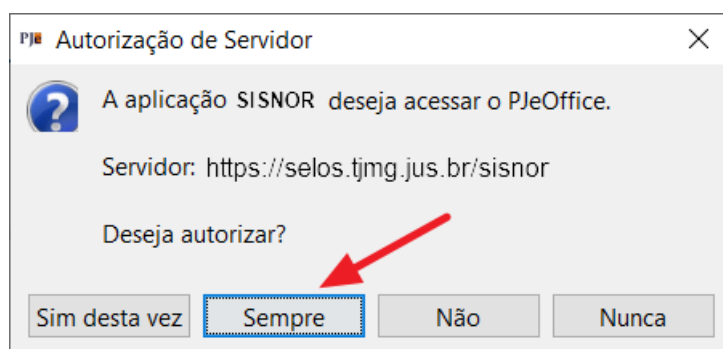 PJe Autorização de Servidor
A aplicação SISNOR deseja acessar o PJeOffice.
Servidor: https://selos.tjmg.jus.br/sisnor
Deseja autorizar?
Sim desta vez Sempre Não Nunca